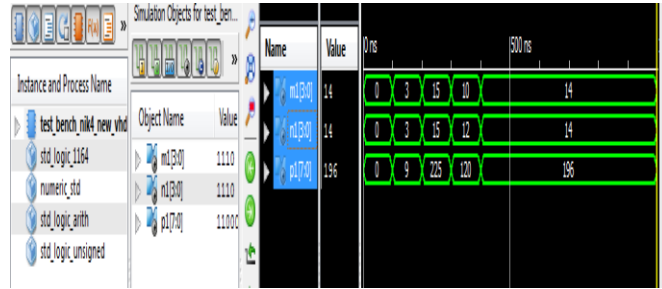 Simulation Objects for test_ben...
»
»
Instance and Process Name
test_bench_nik4_new_vhd
std_logic_1164
numeric_std
std_logic_arith
std_logic_unsigned
Object Name Value
m1[3:0] 1110
n1[3:0] 1110
p1[7:0] 1100C
Name Value 0 ns 500 ns
m1[3:0] 14 0 3 15 10 14
n1[3:0] 14 0 3 15 12 14
p1[7:0] 196 0 9 225 120 196